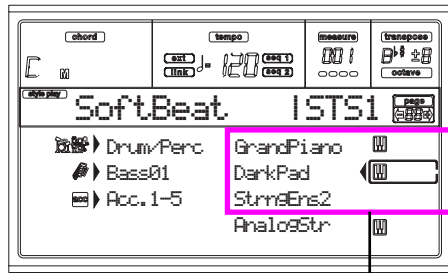 chord tempo measure transpose
C M ext link = 120 seq 1 seq 2 001 octave
style play SoftBeat |STS1 page
Drum/Perc GrandPiano M
Bass01 DarkPad M
acc Acc.1-5 StrngEns2
AnalogStr M